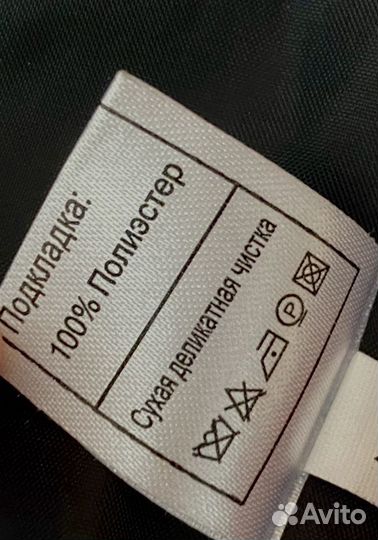 Подкладка:
100% Полиэстер
Сухая деликатная чистка
P
Avito